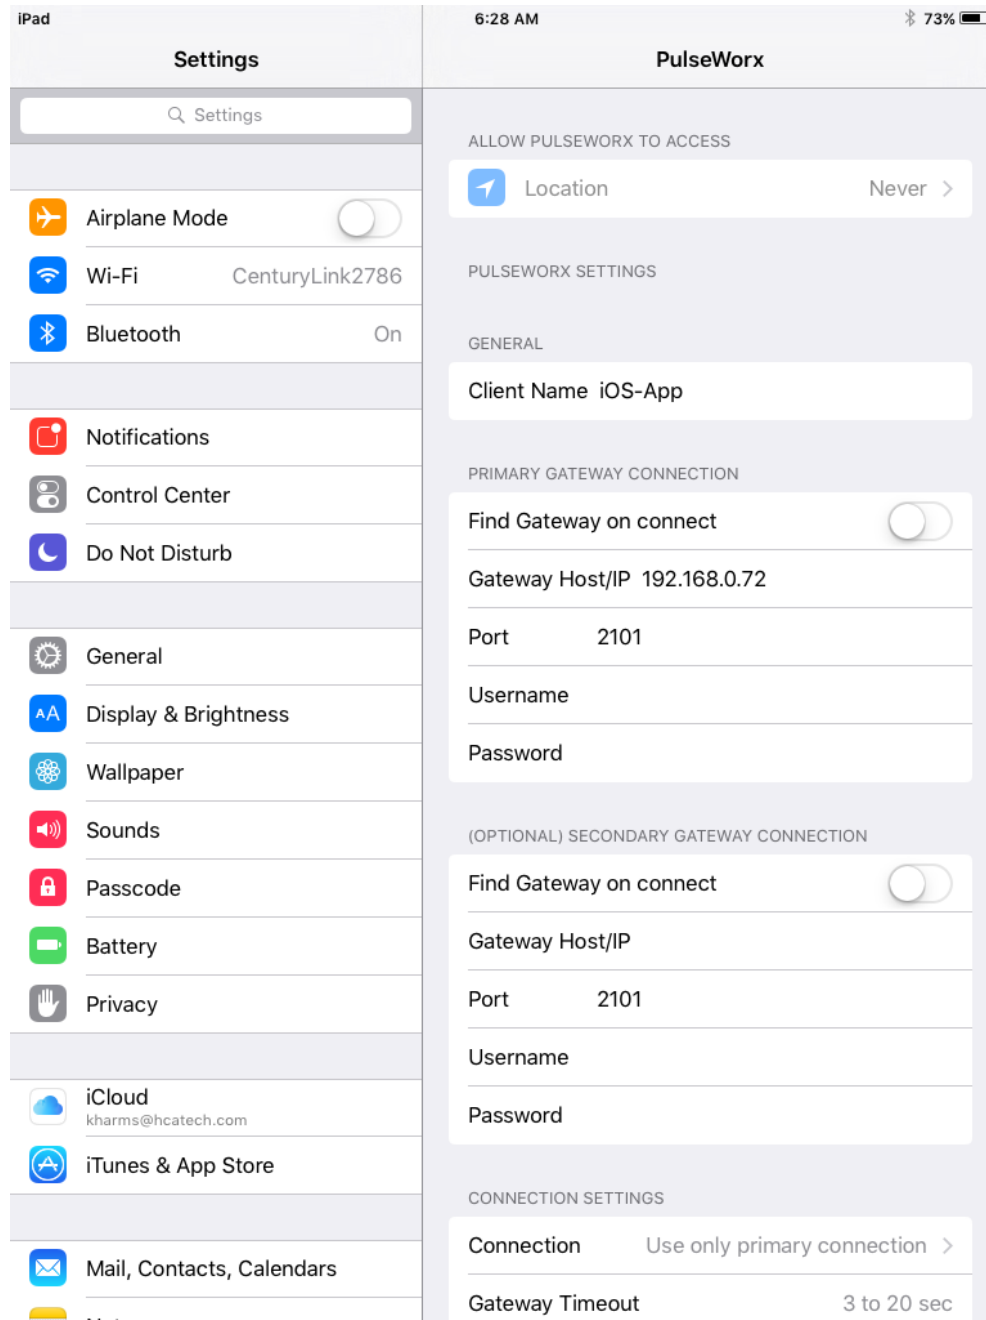 iPad
6:28 AM
73%
Settings
PulseWorx
Settings
Airplane Mode
Wi-Fi CenturyLink2786
Bluetooth On
Notifications
Control Center
Do Not Disturb
General
AA Display & Brightness
Wallpaper
Sounds
Passcode
Battery
Privacy
iCloud
kharms@hcatech.com
iTunes & App Store
Mail, Contacts, Calendars
ALLOW PULSEWORX TO ACCESS
Location Never
PULSEWORX SETTINGS
GENERAL
Client Name iOS-App
PRIMARY GATEWAY CONNECTION
Find Gateway on connect
Gateway Host/IP 192.168.0.72
Port 2101
Username
Password
(OPTIONAL) SECONDARY GATEWAY CONNECTION
Find Gateway on connect
Gateway Host/IP
Port 2101
Username
Password
CONNECTION SETTINGS
Connection Use only primary connection
Gateway Timeout 3 to 20 sec